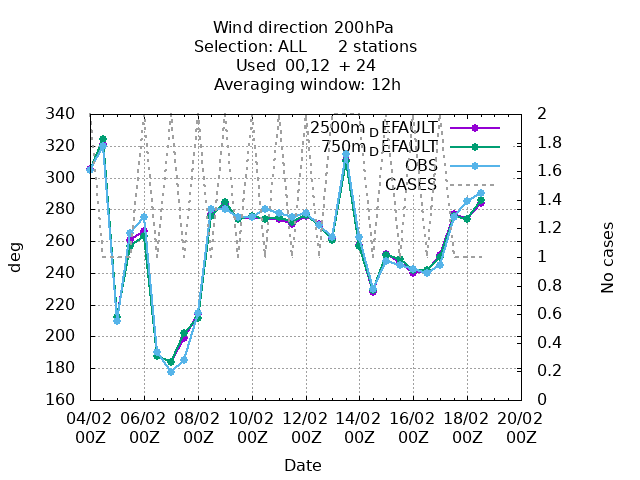 Wind direction 200hPa
Selection: ALL 2 stations
Used 00,12 + 24
Averaging window: 12h
340 2
320 1.8
300 1.6
280 1.4
260 1.2
240 1
220 0.8
200 0.6
180 0.4
160 0.2
0
2500m DEFAULT
750m DEFAULT
OBS
CASES
deg
No cases
04/02 06/02 08/02 10/02 12/02 14/02 16/02 18/02 20/02
00Z 00Z 00Z 00Z 00Z 00Z 00Z 00Z 00Z
Date